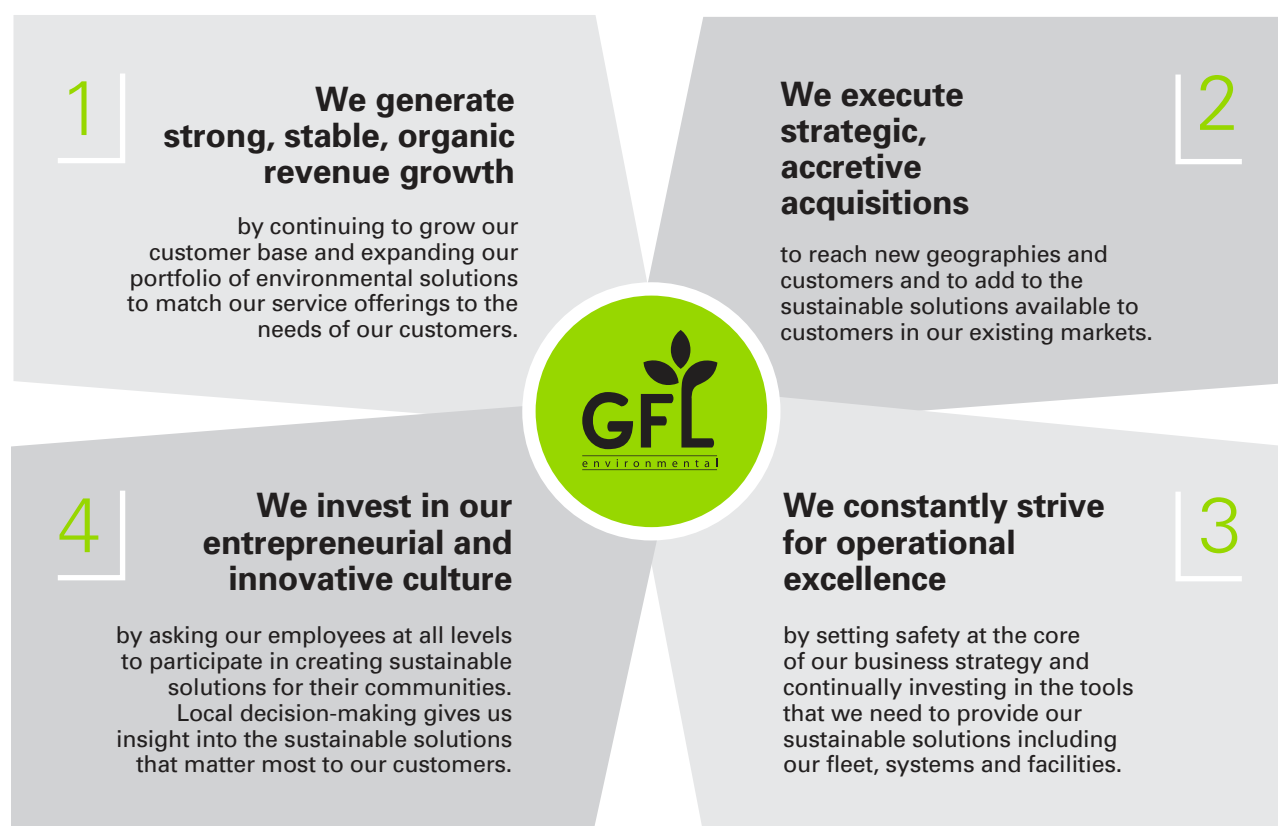 1
We generate
strong, stable, organic
revenue growth
by continuing to grow our
customer base and expanding our
portfolio of environmental solutions
to match our service offerings to the
needs of our customers.
2
We execute
strategic,
accretive
acquisitions
to reach new geographies and
customers and to add to the
sustainable solutions available to
customers in our existing markets.
GFL
environmental
3
We constantly strive
for operational
excellence
by setting safety at the core
of our business strategy and
continually investing in the tools
that we need to provide our
sustainable solutions including
our fleet, systems and facilities.
4
We invest in our
entrepreneurial and
innovative culture
by asking our employees at all levels
to participate in creating sustainable
solutions for their communities.
Local decision-making gives us
insight into the sustainable solutions
that matter most to our customers.